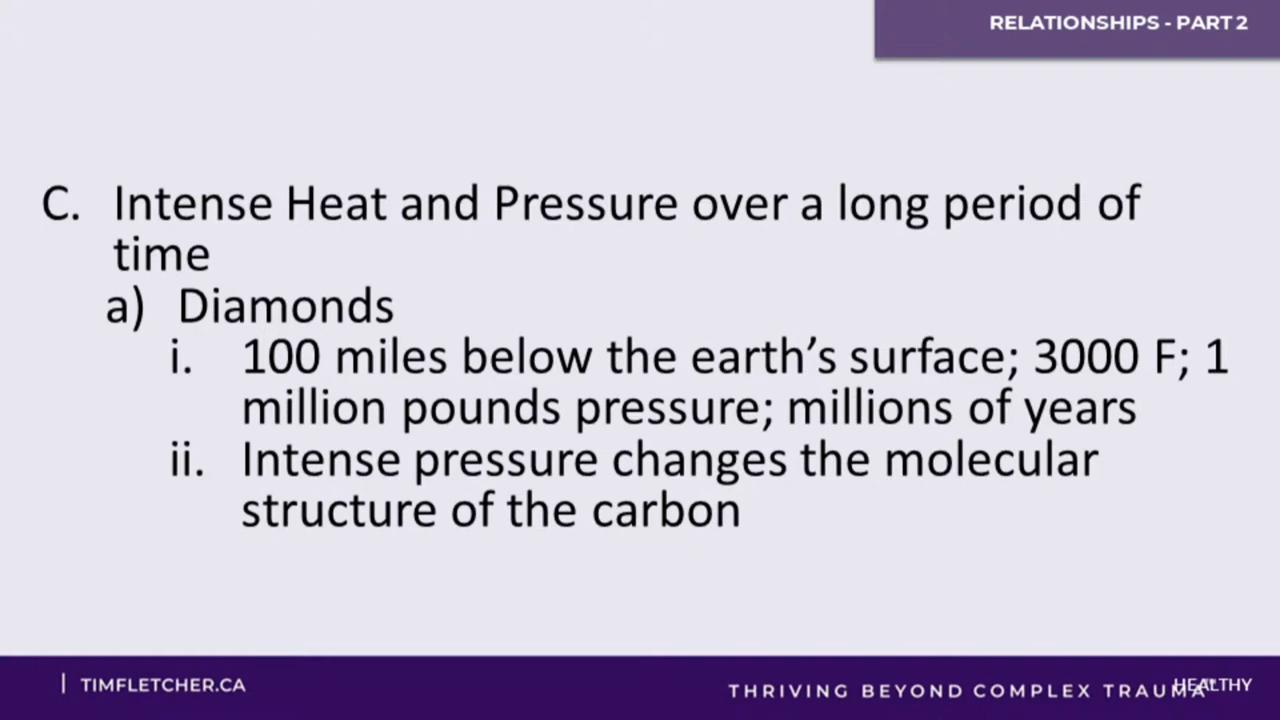 RELATIONSHIPS - PART 2
C. Intense Heat and Pressure over a long period of
time
a) Diamonds
i. 100 miles below the earth's surface; 3000 F; 1
million pounds pressure; millions of years
ii. Intense pressure changes the molecular
structure of the carbon
| TIMFLETCHER.CA
THRIVING BEYOND COMPLEX TRAUMA
HEALTHY